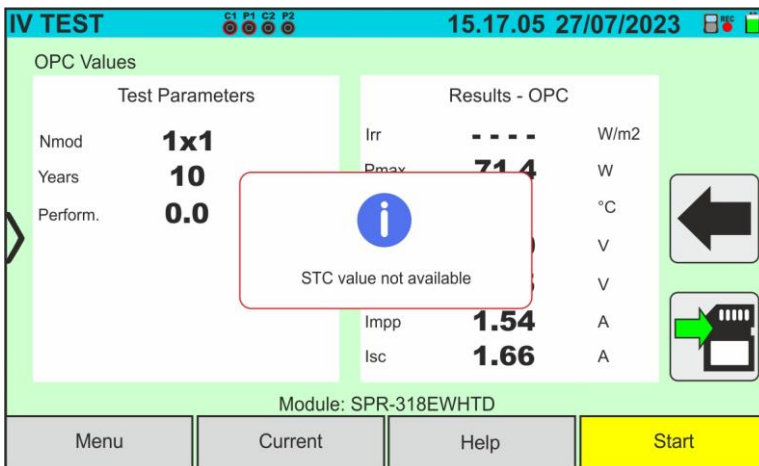 IV TEST
C1 P1 C2 P2
15.17.05 27/07/2023
REC
OPC Values
Test Parameters
Nmod 1x1
Years 10
Perform. 0.0
Results - OPC
Irr - - - - W/m2
Pmax 71.4 W
°C
V
V
Impp 1.54 A
Isc 1.66 A
STC value not available
Module: SPR-318EWHTD
Menu
Current
Help
Start